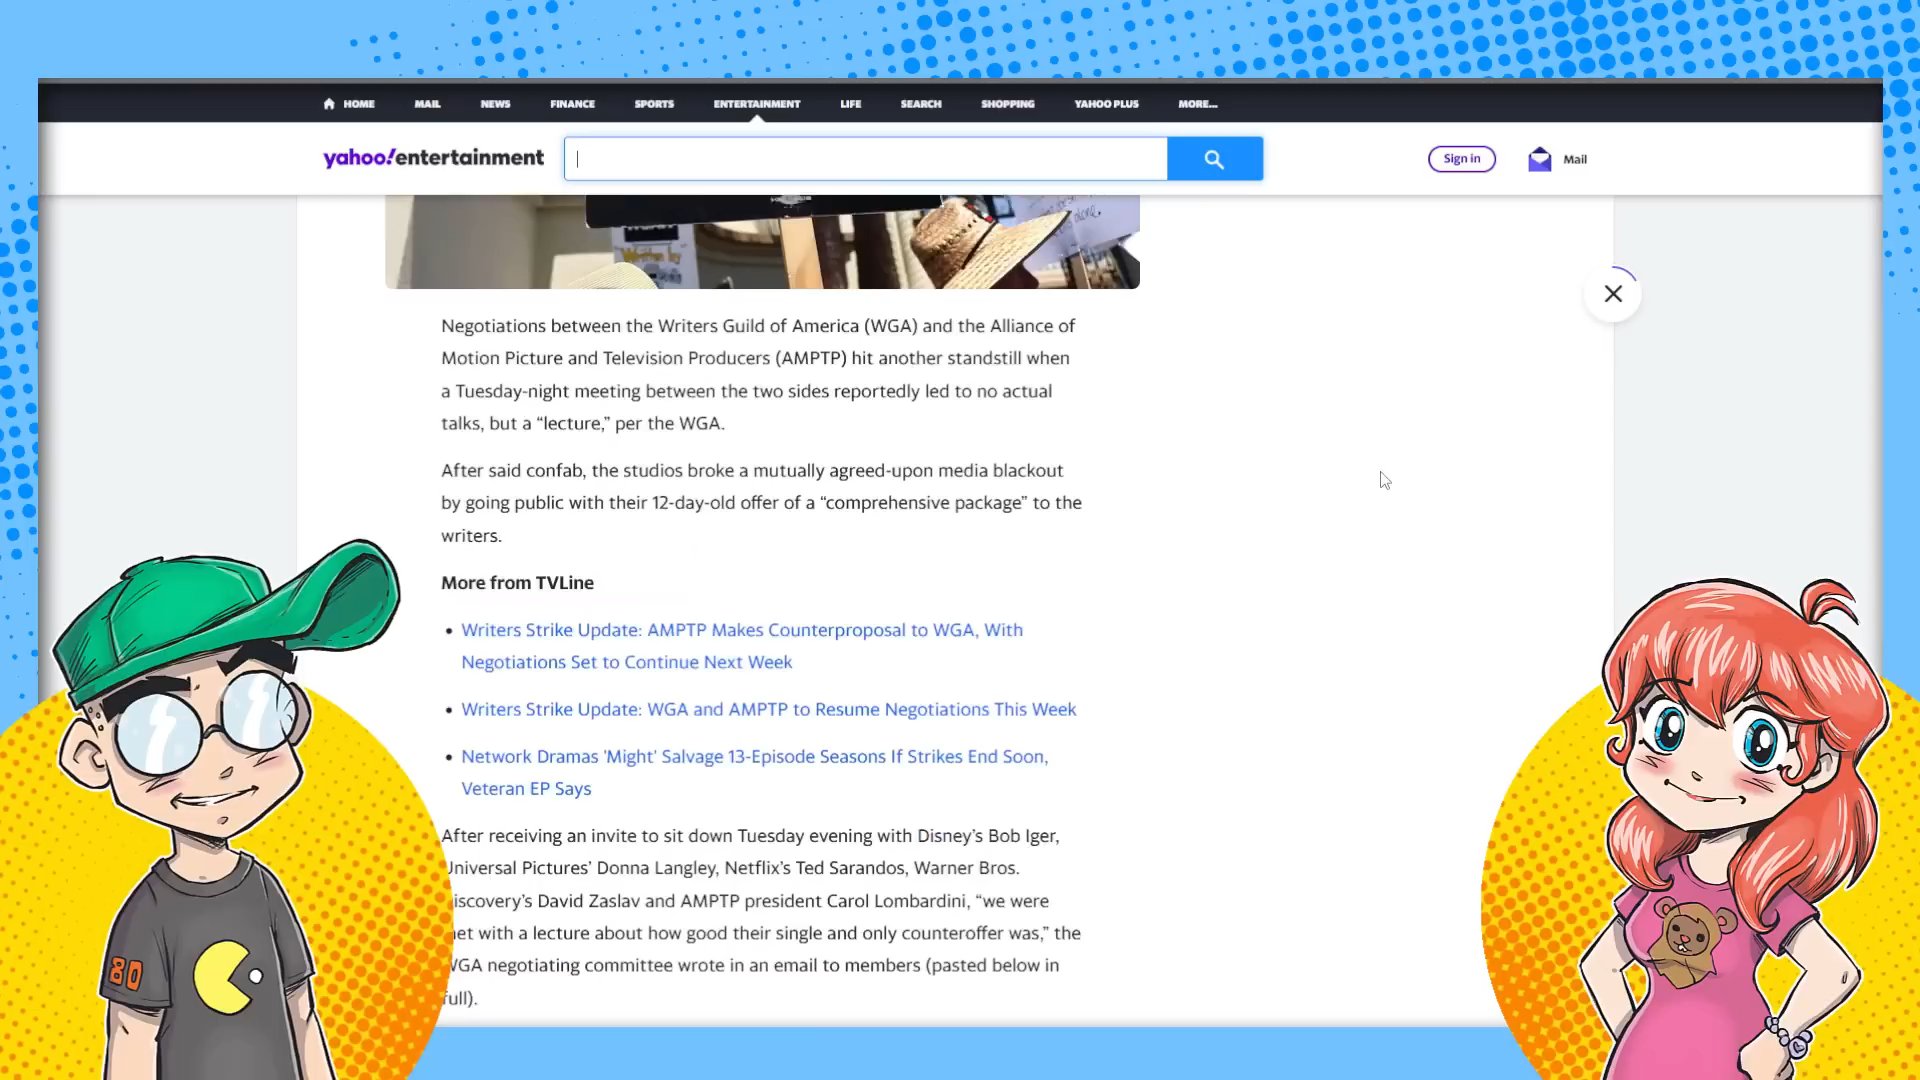 HOME MAIL NEWS FINANCE SPORTS ENTERTAINMENT LIFE SEARCH SHOPPING YAHOO PLUS MORE...
yahoo!entertainment
Sign in
Mail
done.
Written by
Negotiations between the Writers Guild of America (WGA) and the Alliance of
Motion Picture and Television Producers (AMPTP) hit another standstill when
a Tuesday-night meeting between the two sides reportedly led to no actual
talks, but a “lecture,” per the WGA.
After said confab, the studios broke a mutually agreed-upon media blackout
by going public with their 12-day-old offer of a “comprehensive package” to the
writers.
More from TVLine
• Writers Strike Update: AMPTP Makes Counterproposal to WGA, With
Negotiations Set to Continue Next Week
• Writers Strike Update: WGA and AMPTP to Resume Negotiations This Week
• Network Dramas 'Might' Salvage 13-Episode Seasons If Strikes End Soon,
Veteran EP Says
After receiving an invite to sit down Tuesday evening with Disney’s Bob Iger,
Universal Pictures’ Donna Langley, Netflix’s Ted Sarandos, Warner Bros.
iscovery’s David Zaslav and AMPTP president Carol Lombardini, “we were
et with a lecture about how good their single and only counteroffer was,” the
WGA negotiating committee wrote in an email to members (pasted below in
full).
80